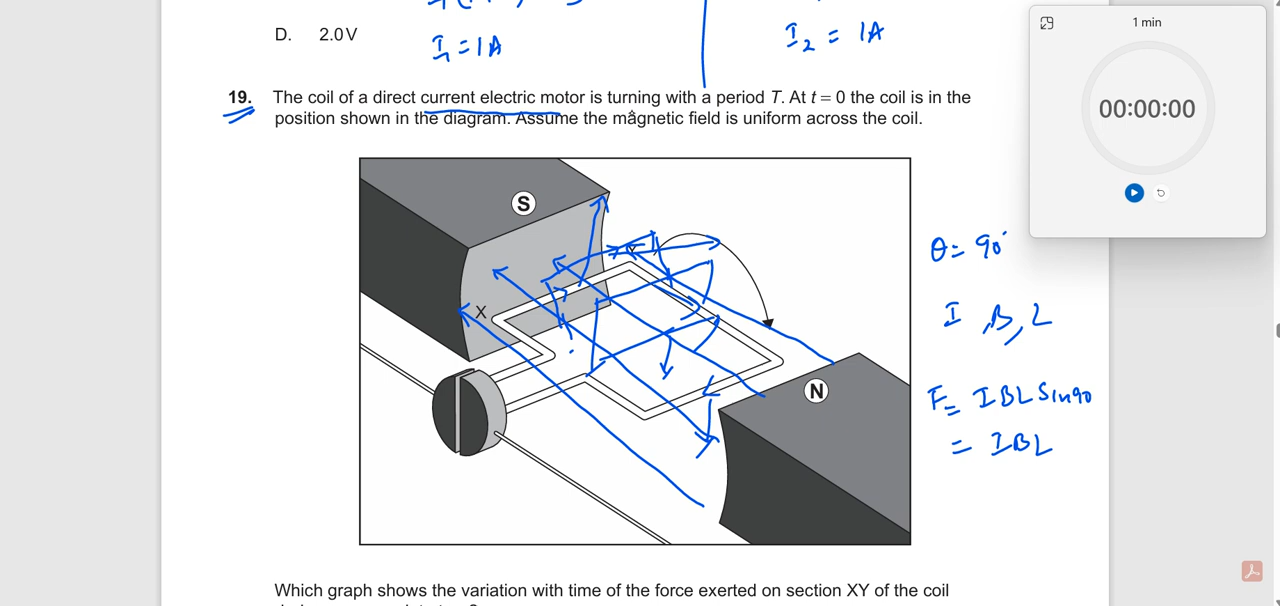 D. 2.0V
I₁ = 1A
I₂ = 1A
1 min
00:00:00
19. The coil of a direct current electric motor is turning with a period T. At t = 0 the coil is in the
position shown in the diagram. Assume the magnetic field is uniform across the coil.
S
X
N
θ = 90°
I, B, L
F = IBL Sin90
= IBL
Which graph shows the variation with time of the force exerted on section XY of the coil